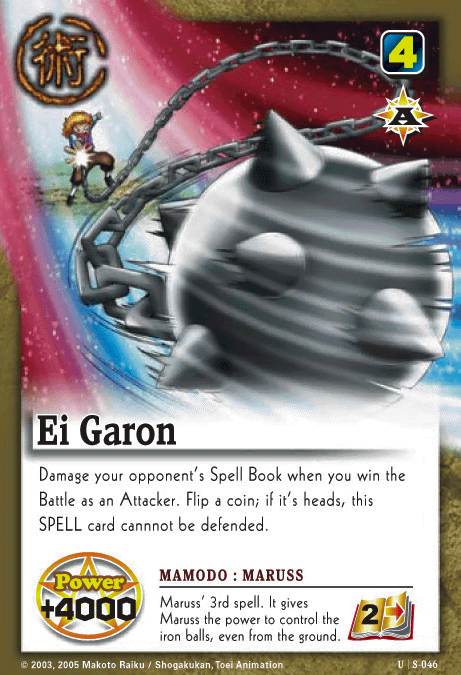 術
4
A
Ei Garon
Damage your opponent's Spell Book when you win the
Battle as an Attacker. Flip a coin; if it's heads, this
SPELL card cannnot be defended.
Power
+4000
MAMODO : MARUSS
Maruss' 3rd spell. It gives
Maruss the power to control the
iron balls, even from the ground.
2
© 2003, 2005 Makoto Raiku / Shogakukan, Toei Animation
U | S-046